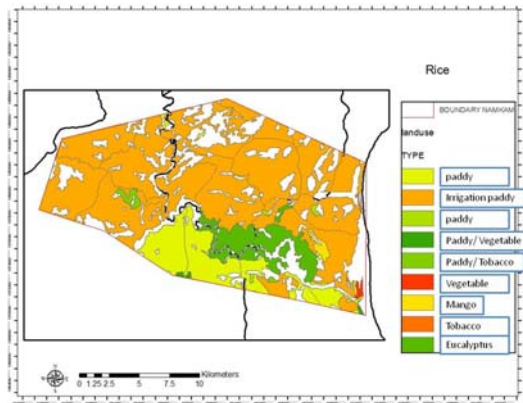 Rice
BOUNDARY NAMKAM
landuse
TYPE
paddy
Irrigation paddy
paddy
Paddy/ Vegetable
Paddy/ Tobacco
Vegetable
Mango
Tobacco
Eucalyptus
Kilometers
0 1.25 2.5 5 7.5 10